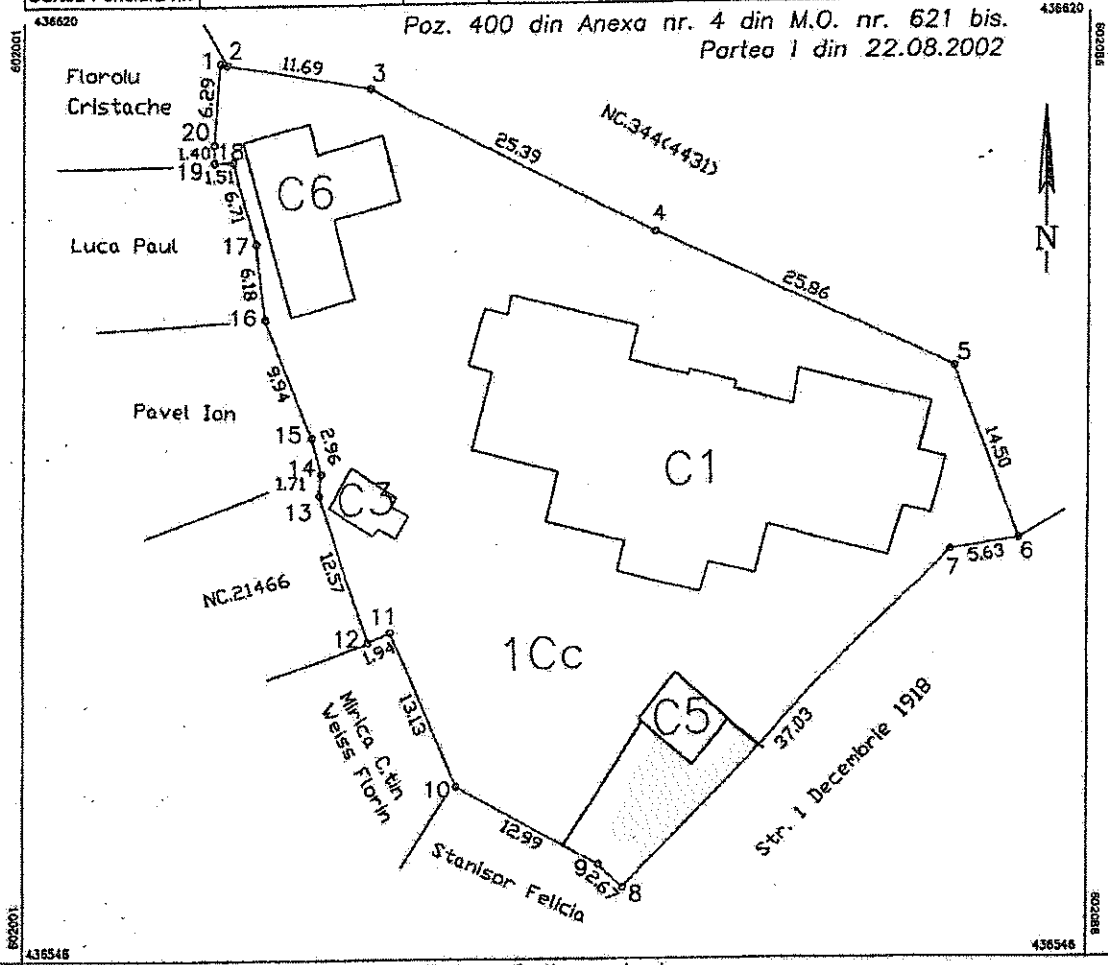 436620
436620
602001
602086
Poz. 400 din Anexa nr. 4 din M.O. nr. 621 bis.
Partea I din 22.08.2002
1
2
11.69
3
Florolu
Cristache
6.29
20
1.40
18
19
1.51
C6
NC.344(4431)
25.39
4
N
Luca Paul
6.71
17
6.18
16
25.86
5
9.94
Pavel Ion
15
2.96
14
1.71
13
C3
C1
14.50
6
7
5.63
NC.21466
12.57
11
12
1.94
1Cc
Mirica C.tin
Weiss Florin
13.13
C5
37.03
Str. 1 Decembrie 1918
10
12.99
Stanisor Felicia
9
2.67
8
602001
602086
436546
436546